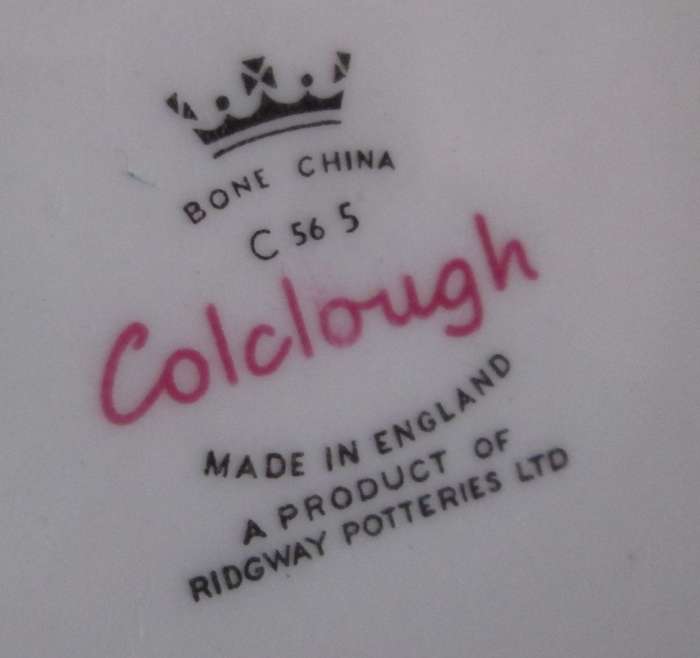 BONE CHINA
C 56 5
Colclough
MADE IN ENGLAND
A PRODUCT OF
RIDGWAY POTTERIES LTD